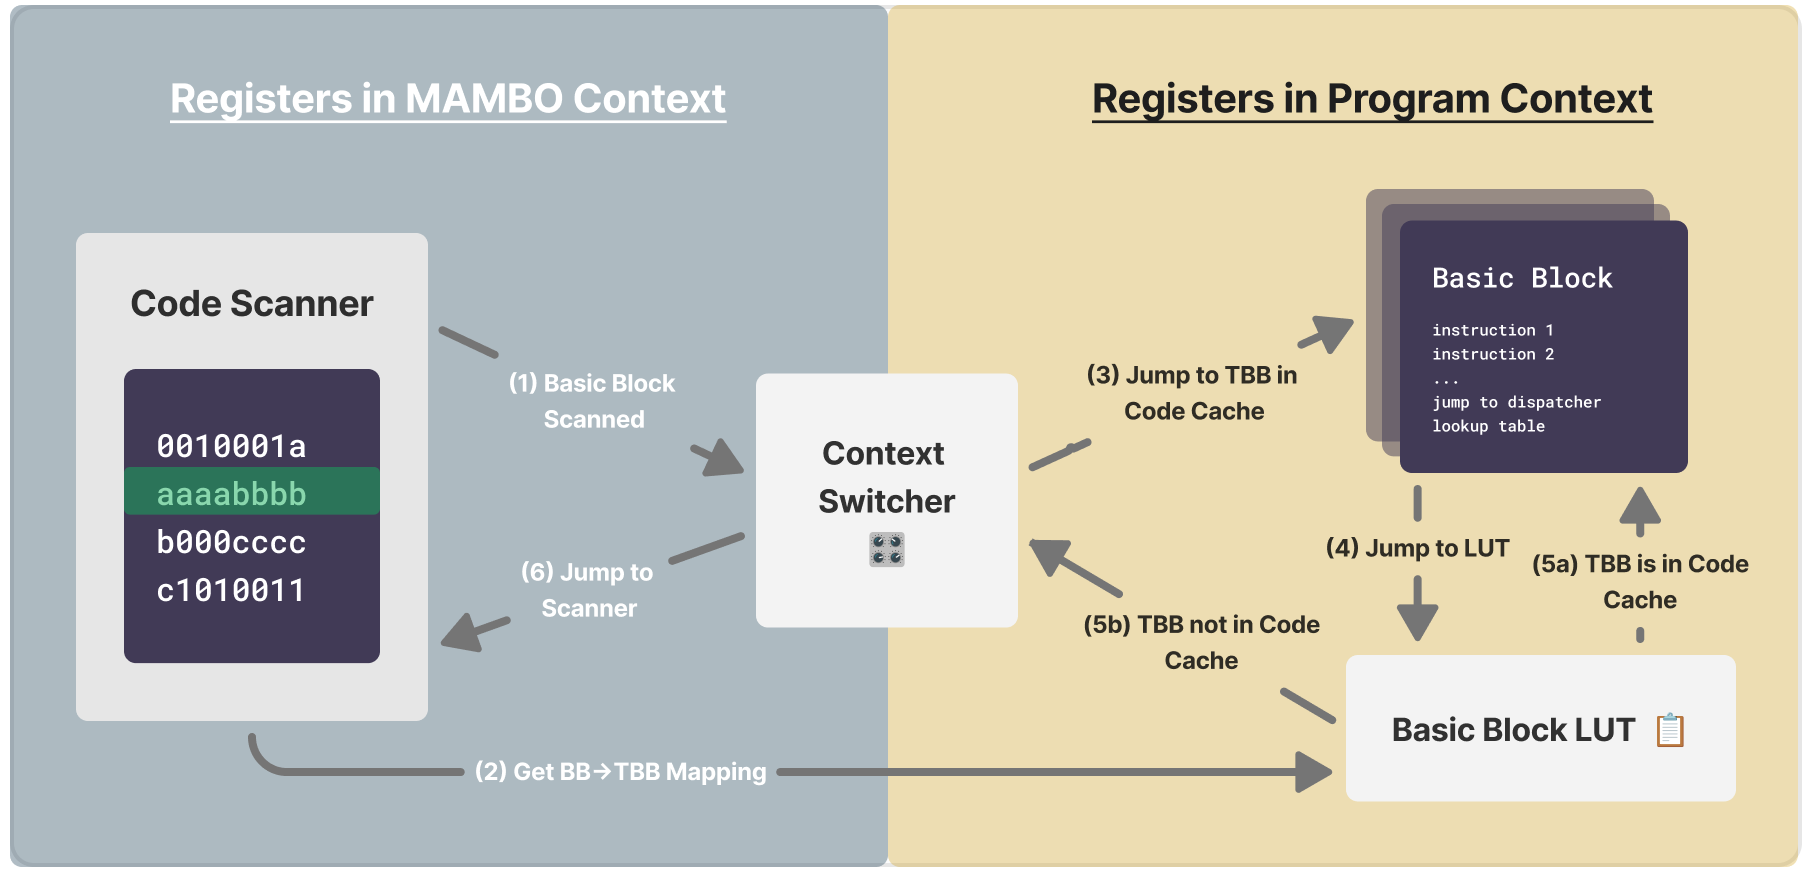 Registers in MAMBO Context
Registers in Program Context
Code Scanner
0010001a
aaaabbbb
b000cccc
c1010011
(1) Basic Block
Scanned
(6) Jump to
Scanner
(2) Get BB→TBB Mapping
Context
Switcher
(3) Jump to TBB in
Code Cache
Basic Block
instruction 1
instruction 2
...
jump to dispatcher
lookup table
(4) Jump to LUT
(5a) TBB is in Code
Cache
(5b) TBB not in Code
Cache
Basic Block LUT